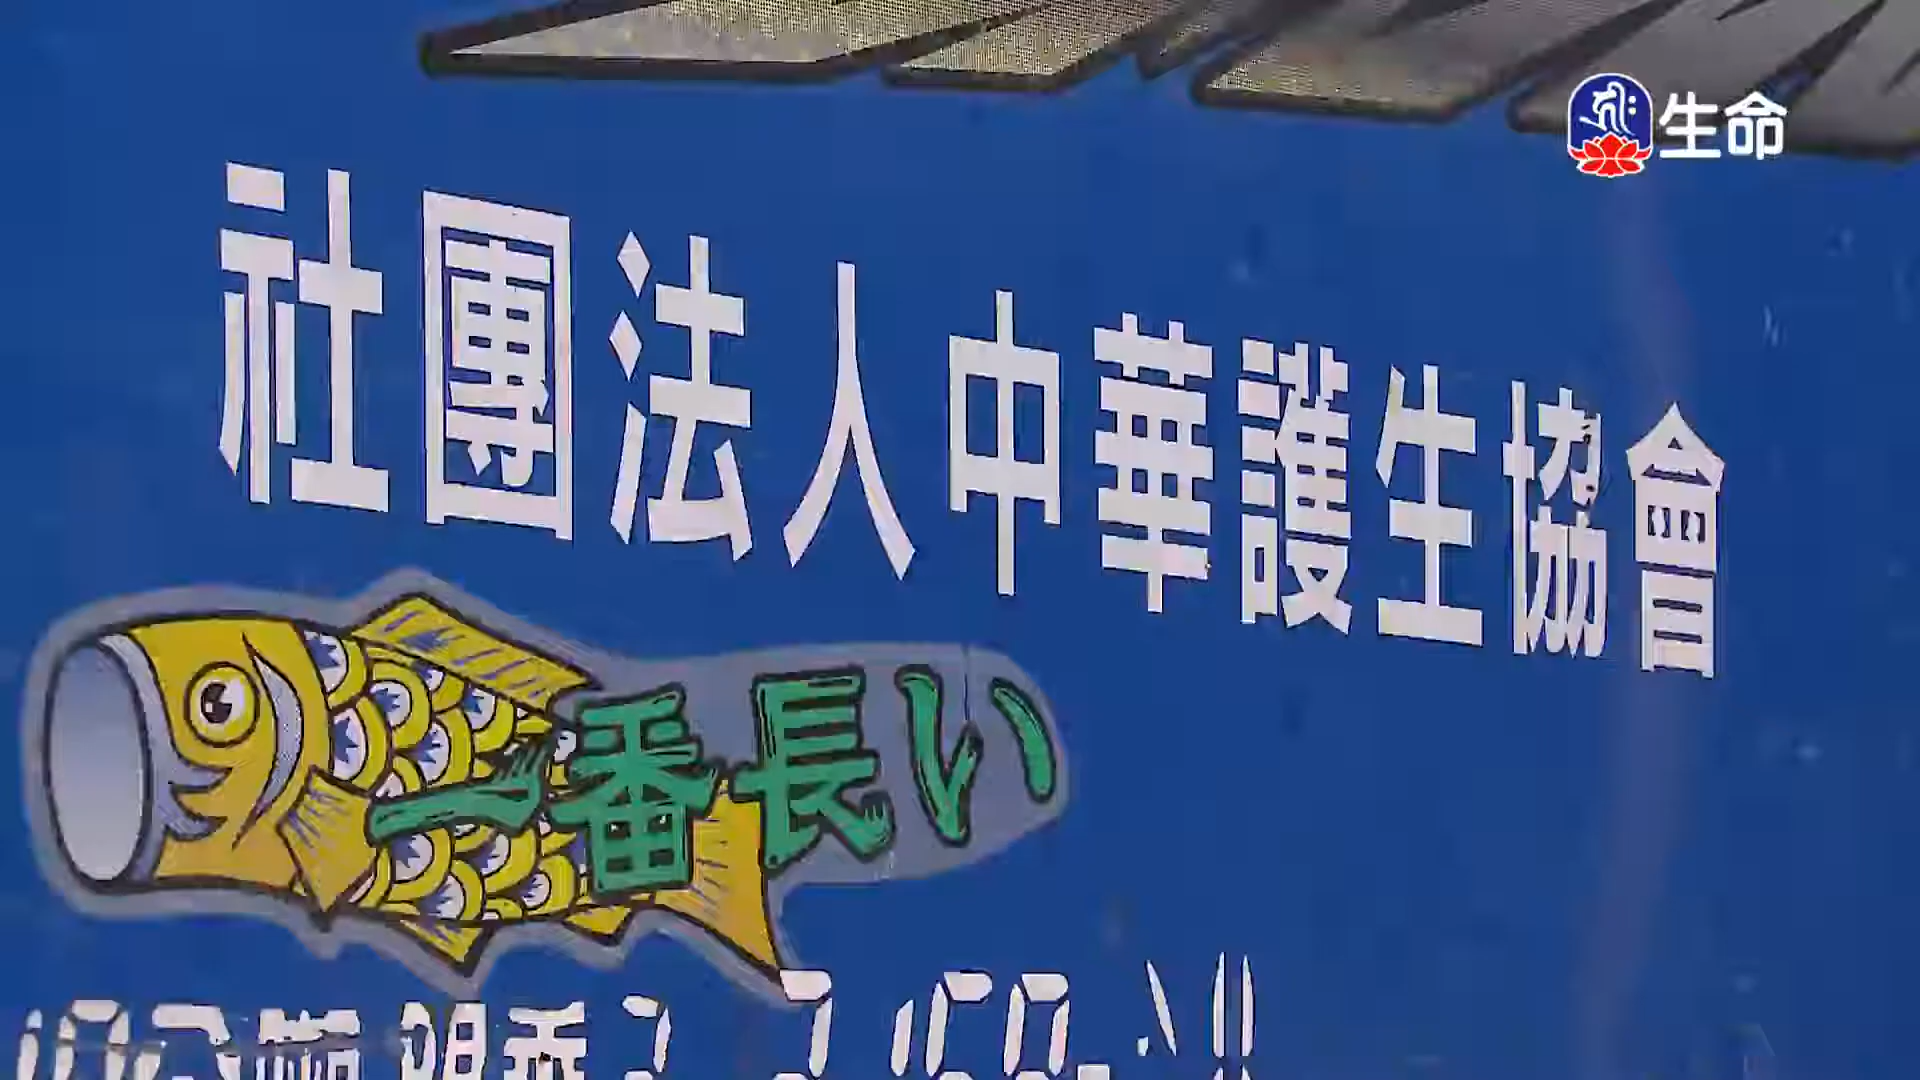 生命
社團法人中華護生協會
一番長い